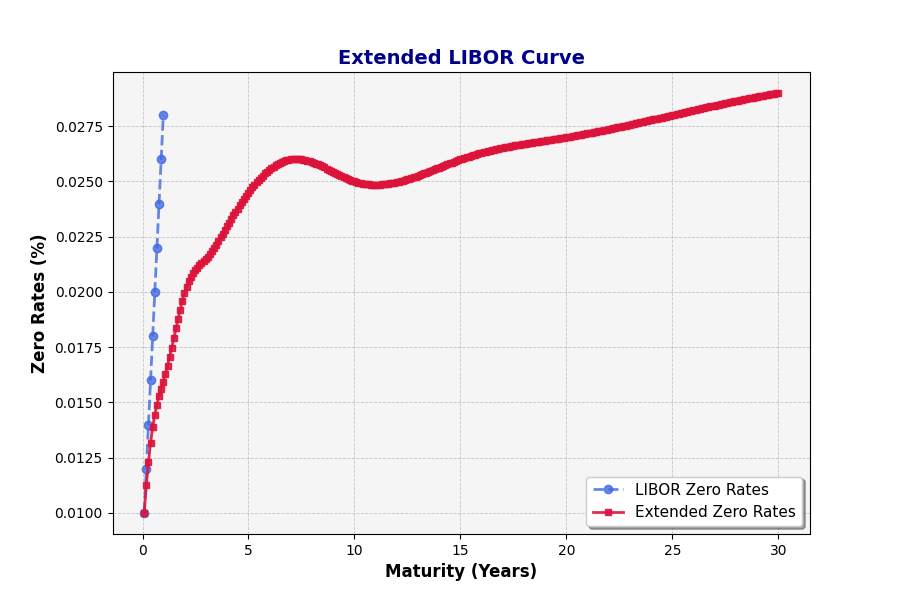 Extended LIBOR Curve
Zero Rates (%)
0.0275
0.0250
0.0225
0.0200
0.0175
0.0150
0.0125
0.0100
LIBOR Zero Rates
Extended Zero Rates
0 5 10 15 20 25 30
Maturity (Years)